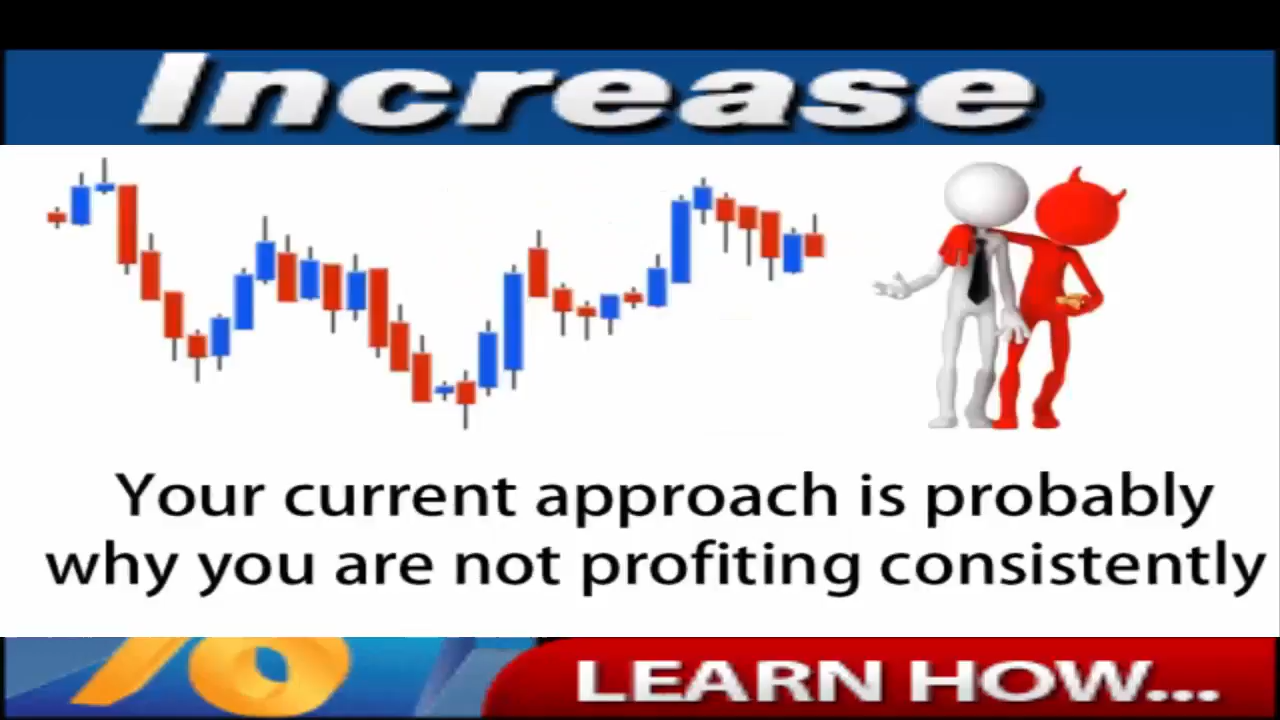 Increase
Your current approach is probably
why you are not profiting consistently
LEARN HOW...